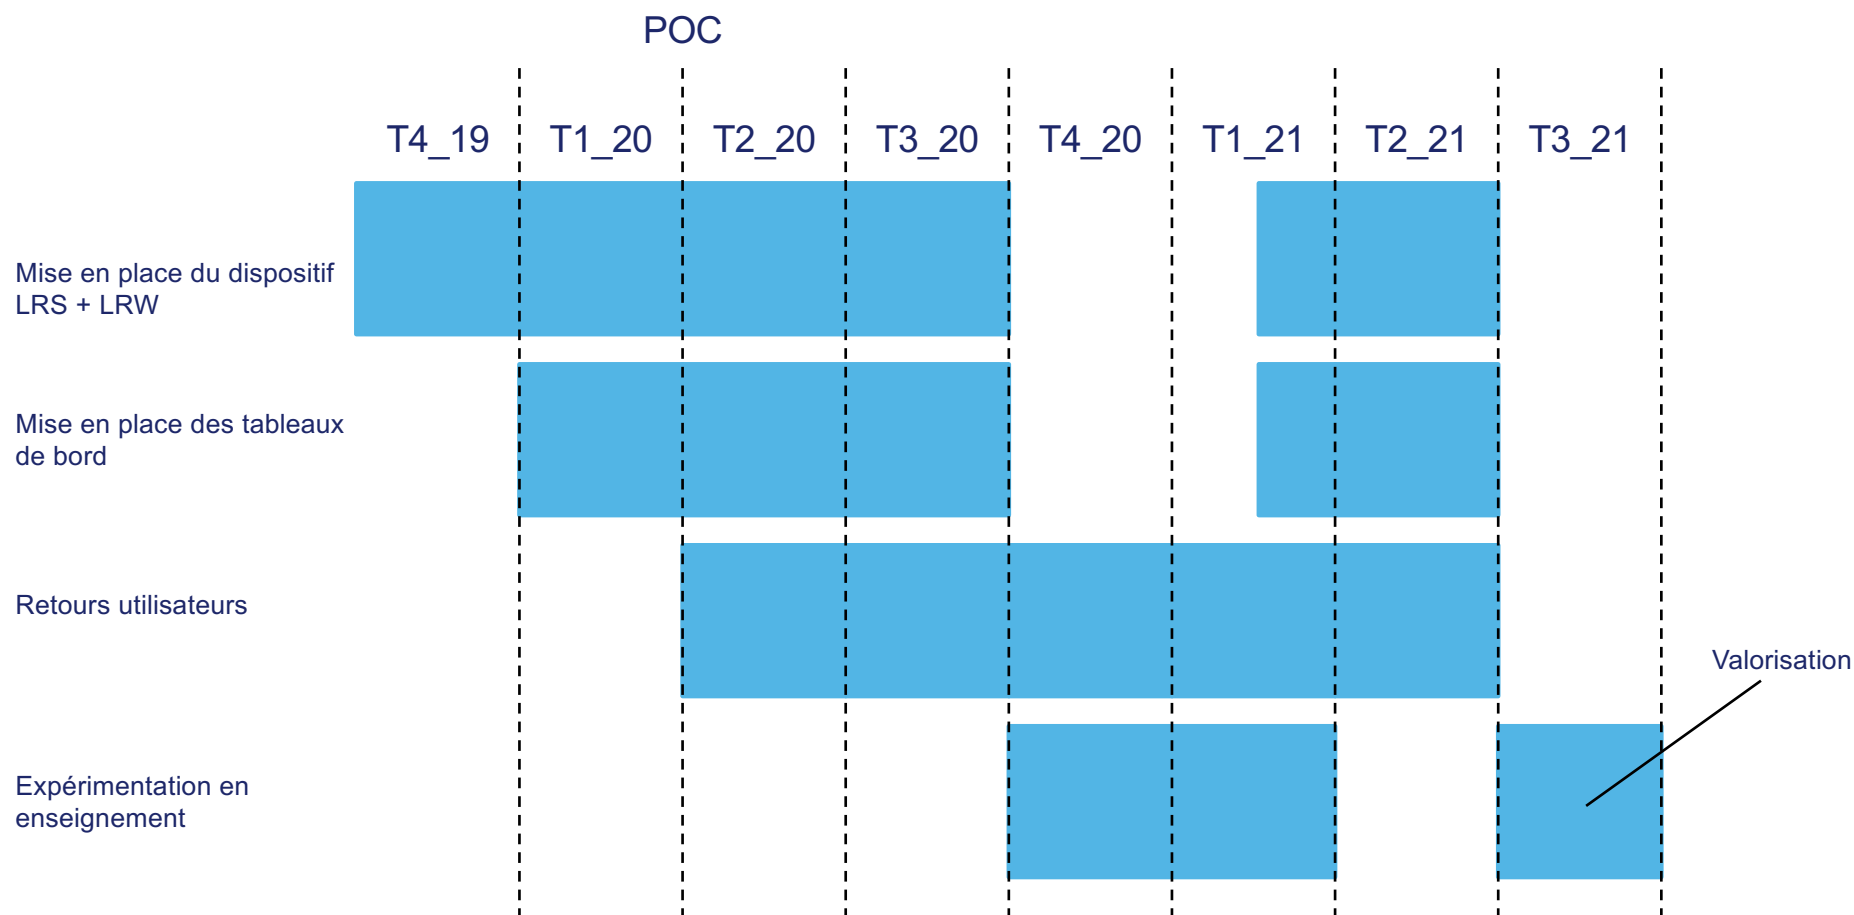 POC
T4_19 T1_20 T2_20 T3_20 T4_20 T1_21 T2_21 T3_21
Mise en place du dispositif
LRS + LRW
Mise en place des tableaux
de bord
Retours utilisateurs
Valorisation
Expérimentation en
enseignement